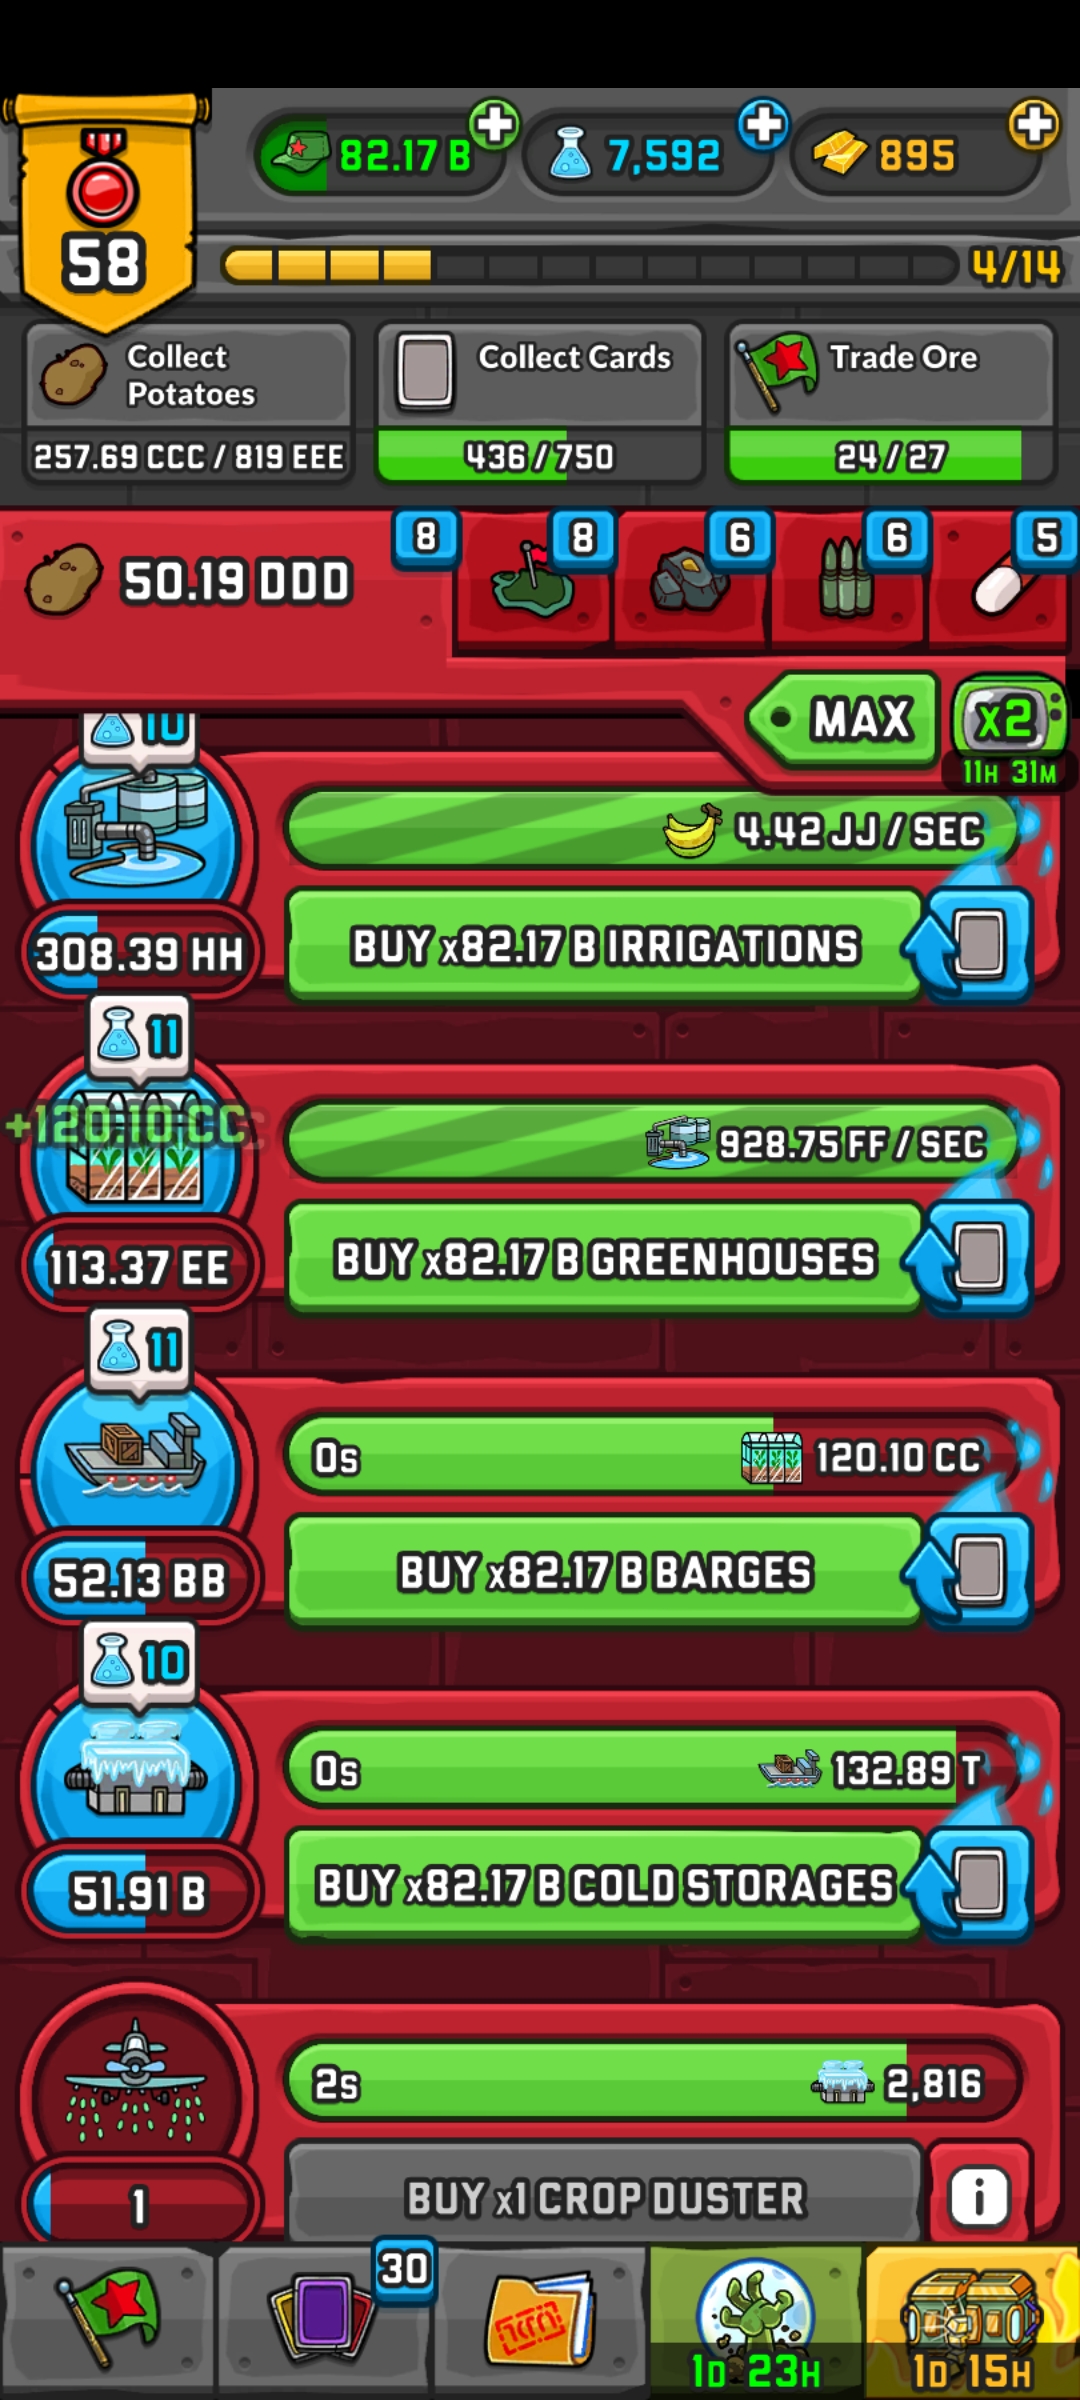 82.17 B
7,592
895
58
4/14
Collect
Potatoes
Collect Cards
Trade Ore
257.69 CCC / 819 EEE
436 / 750
24 / 27
50.19 DDD
8
8
6
6
5
MAX
x2
11H 31M
10
4.42 JJ / SEC
308.39 HH
BUY x82.17 B IRRIGATIONS
11
+120.10 CC
928.75 FF / SEC
113.37 EE
BUY x82.17 B GREENHOUSES
11
0s
120.10 CC
52.13 BB
BUY x82.17 B BARGES
10
0s
132.89 T
51.91 B
BUY x82.17 B COLD STORAGES
2s
2,816
1
BUY x1 CROP DUSTER
i
30
1D 23H
1D 15H